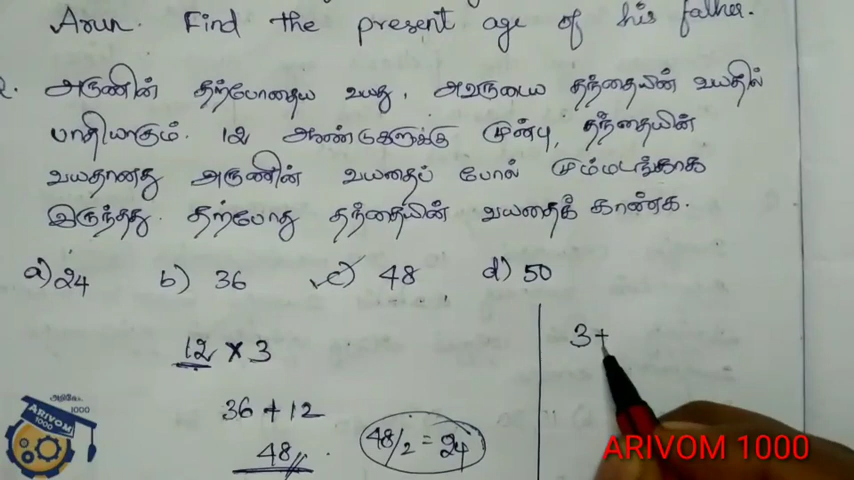 Arun. Find the present age of his father.
2. அருணின் தற்போதைய வயது, அவருடைய தந்தையின் வயதில்
பாதியாகும். 12 ஆண்டுகளுக்கு முன்பு, தந்தையின்
வயதானது அருணின் வயதைப் போல் மும்மடங்காக
இருந்தது. தற்போது தந்தையின் வயதைக் காண்க.
a) 24 b) 36 c) 48 d) 50
12 × 3
36 + 12
48
48/2 = 24
3+
அறிவோம்
1000
ARIVOM
1000
ARIVOM 1000